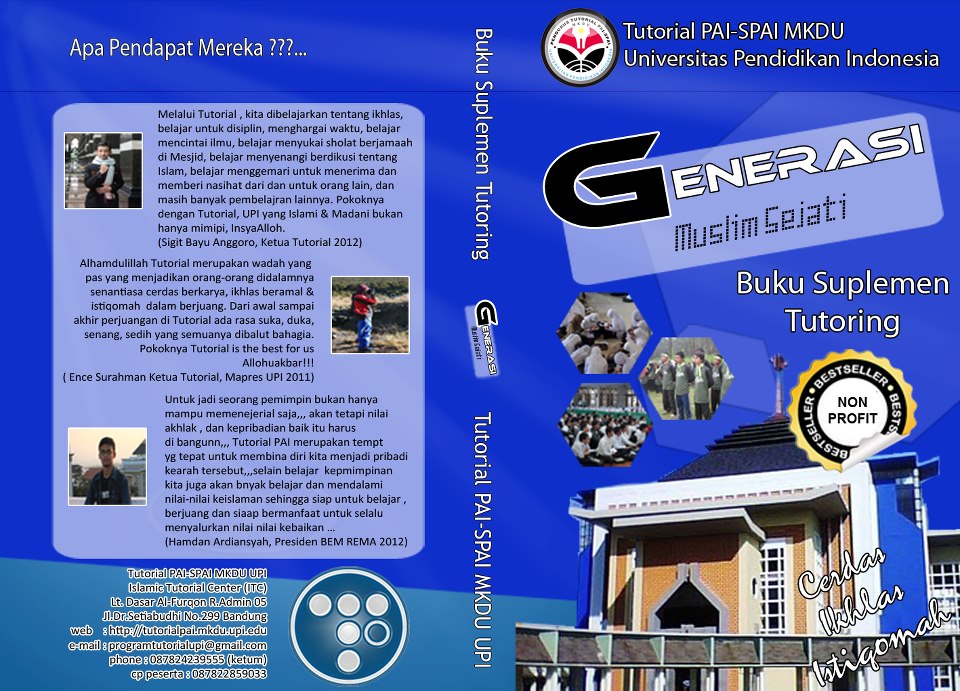 Apa Pendapat Mereka ???...
Melalui Tutorial , kita dibelajarkan tentang ikhlas,
belajar untuk disiplin, menghargai waktu, belajar
mencintai ilmu, belajar menyukai sholat berjamaah
di Mesjid, belajar menyenangi berdikusi tentang
Islam, belajar menggemari untuk menerima dan
memberi nasihat dari dan untuk orang lain, dan
masih banyak pembelajran lainnya. Pokoknya
dengan Tutorial, UPI yang Islami & Madani bukan
hanya mimipi, InsyaAlloh.
(Sigit Bayu Anggoro, Ketua Tutorial 2012)
Alhamdulillah Tutorial merupakan wadah yang
pas yang menjadikan orang-orang didalamnya
senantiasa cerdas berkarya, ikhlas beramal &
istiqomah dalam berjuang. Dari awal sampai
akhir perjuangan di Tutorial ada rasa suka, duka,
senang, sedih yang semuanya dibalut bahagia.
Pokoknya Tutorial is the best for us
Allohuakbar!!!
( Ence Surahman Ketua Tutorial, Mapres UPI 2011)
Untuk jadi seorang pemimpin bukan hanya
mampu memenejerial saja,,, akan tetapi nilai
akhlak , dan kepribadian baik itu harus
di bangunn,,, Tutorial PAI merupakan tempt
yg tepat untuk membina diri kita menjadi pribadi
kearah tersebut,,,selain belajar kepmpimpinan
kita juga akan bnyak belajar dan mendalami
nilai-nilai keislaman sehingga siap untuk belajar ,
berjuang dan siaap bermanfaat untuk selalu
menyalurkan nilai nilai kebaikan ...
(Hamdan Ardiansyah, Presiden BEM REMA 2012)
Tutorial PAI-SPAI MKDU UPI
Islamic Tutorial Center (ITC)
Lt. Dasar Al-Furqon R.Admin 05
Jl.Dr.Setiabudhi No.299 Bandung
web : http://tutorialpai.mkdu.upi.edu
e-mail : programtutorialupi@gmail.com
phone : 087824239555 (ketum)
cp peserta : 087822859033
Buku Suplemen Tutoring
GENERASI
Muslim Sejati
Tutorial PAI-SPAI MKDU UPI
Tutorial PAI-SPAI MKDU
Universitas Pendidikan Indonesia
GENERASI
Muslim Sejati
Buku Suplemen
Tutoring
BESTSELLER
NON
PROFIT
BESTSELLER
BESTSELLER
Cerdas
Ikhlas
Istiqomah